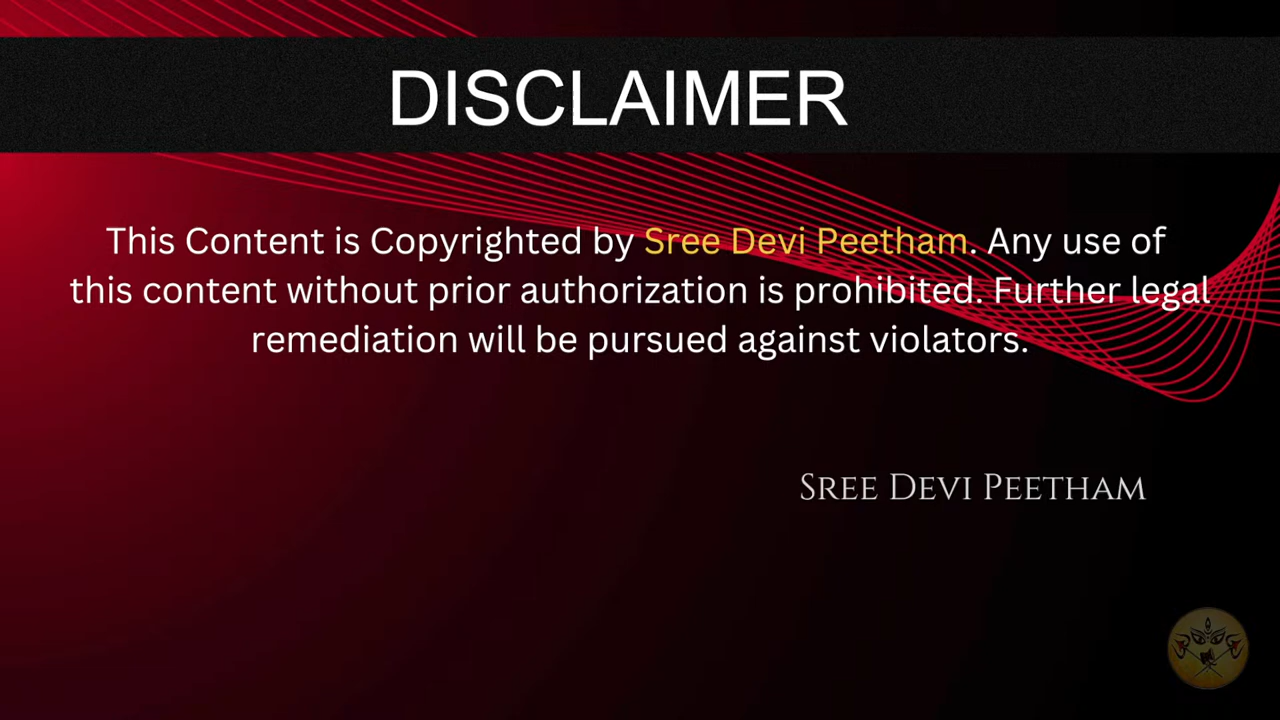 DISCLAIMER
This Content is Copyrighted by Sree Devi Peetham. Any use of
this content without prior authorization is prohibited. Further legal
remediation will be pursued against violators.
Sree Devi Peetham